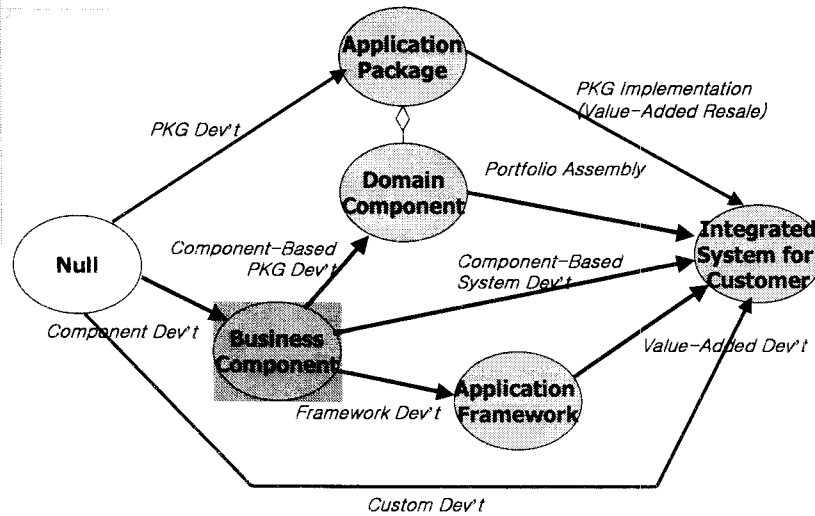 Application
Package
PKG Implementation
(Value-Added Resale)
PKG Dev't
Domain
Component
Portfolio Assembly
Integrated
System for
Customer
Null
Component-Based
PKG Dev't
Component-Based
System Dev't
Component Dev't
Business
Component
Value-Added Dev't
Application
Framework
Framework Dev't
Custom Dev't